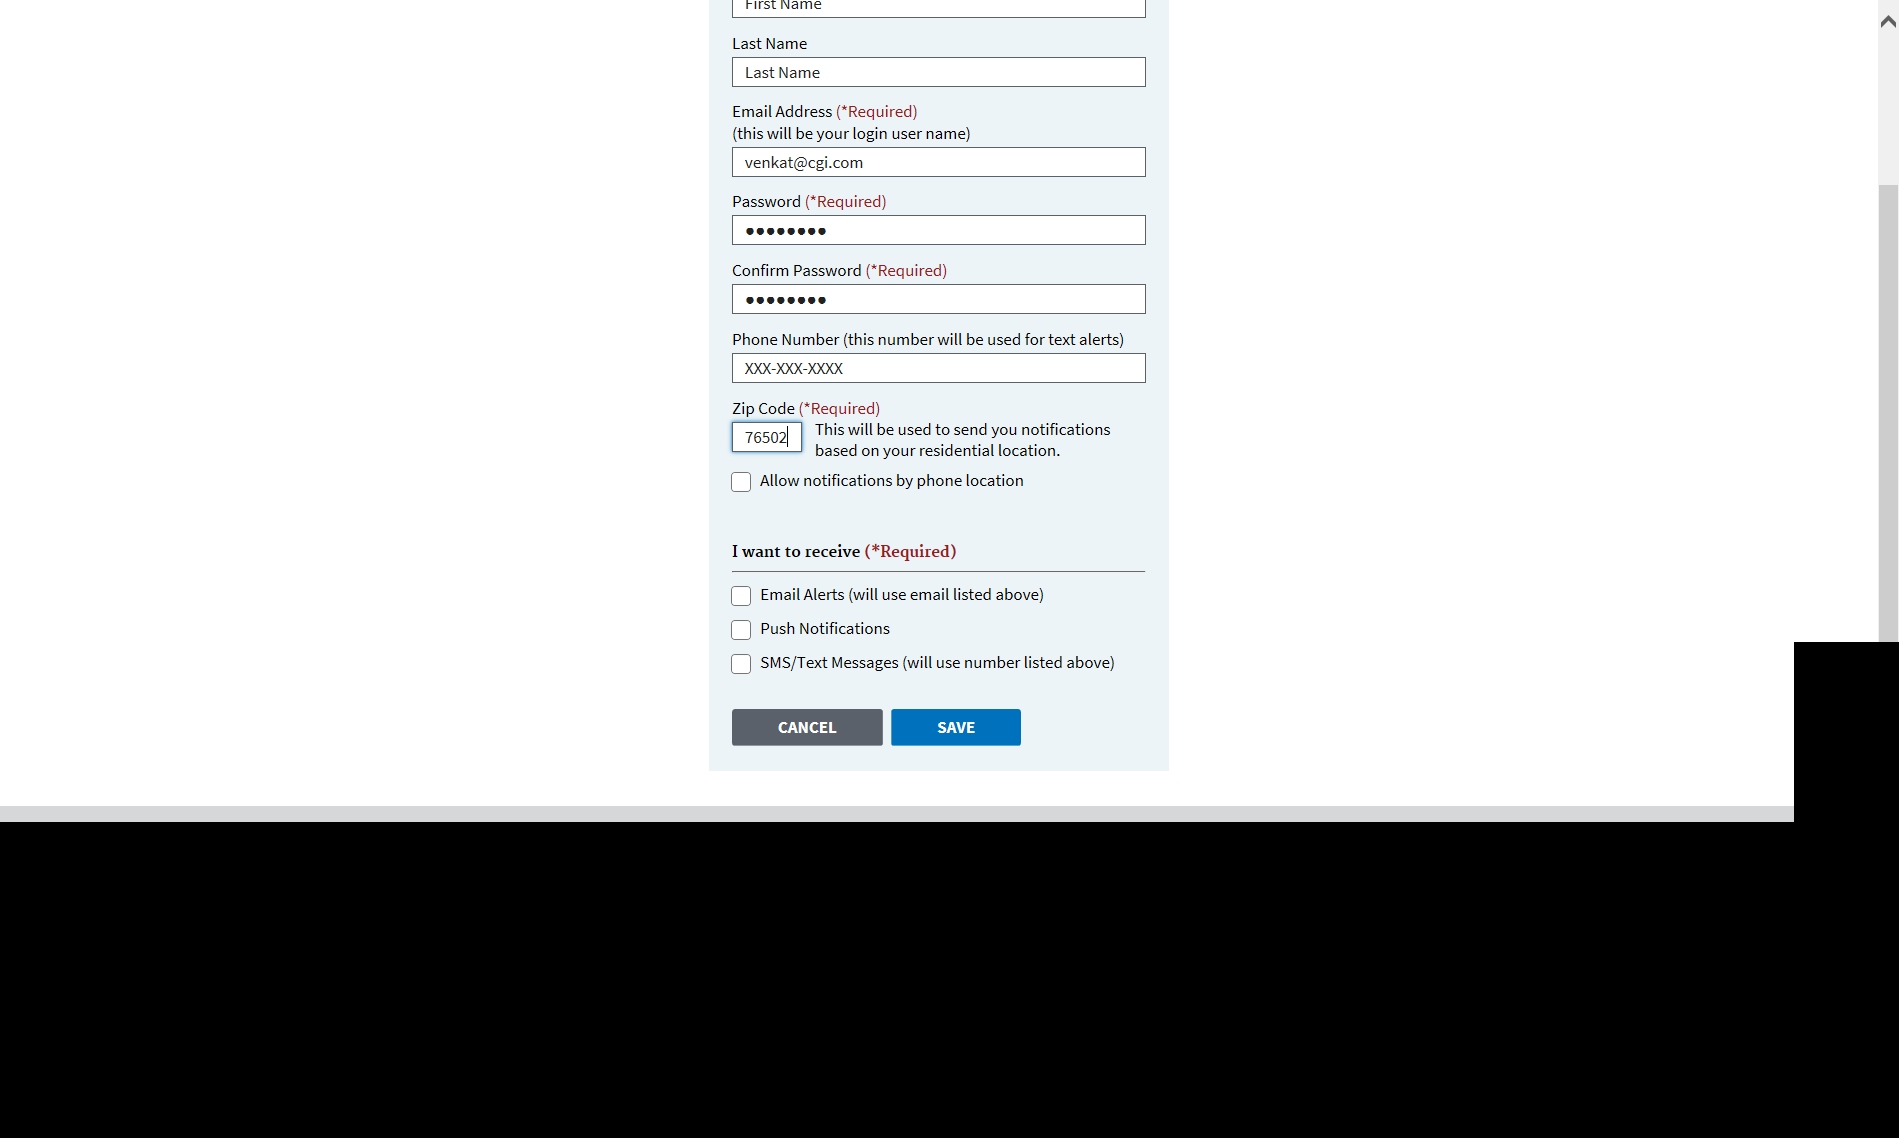 First Name
Last Name
Last Name
Email Address (*Required)
(this will be your login user name)
venkat@cgi.com
Password (*Required)
●●●●●●●●
Confirm Password (*Required)
●●●●●●●●
Phone Number (this number will be used for text alerts)
XXX-XXX-XXXX
Zip Code (*Required)
76502
This will be used to send you notifications
based on your residential location.
Allow notifications by phone location
I want to receive (*Required)
Email Alerts (will use email listed above)
Push Notifications
SMS/Text Messages (will use number listed above)
CANCEL
SAVE